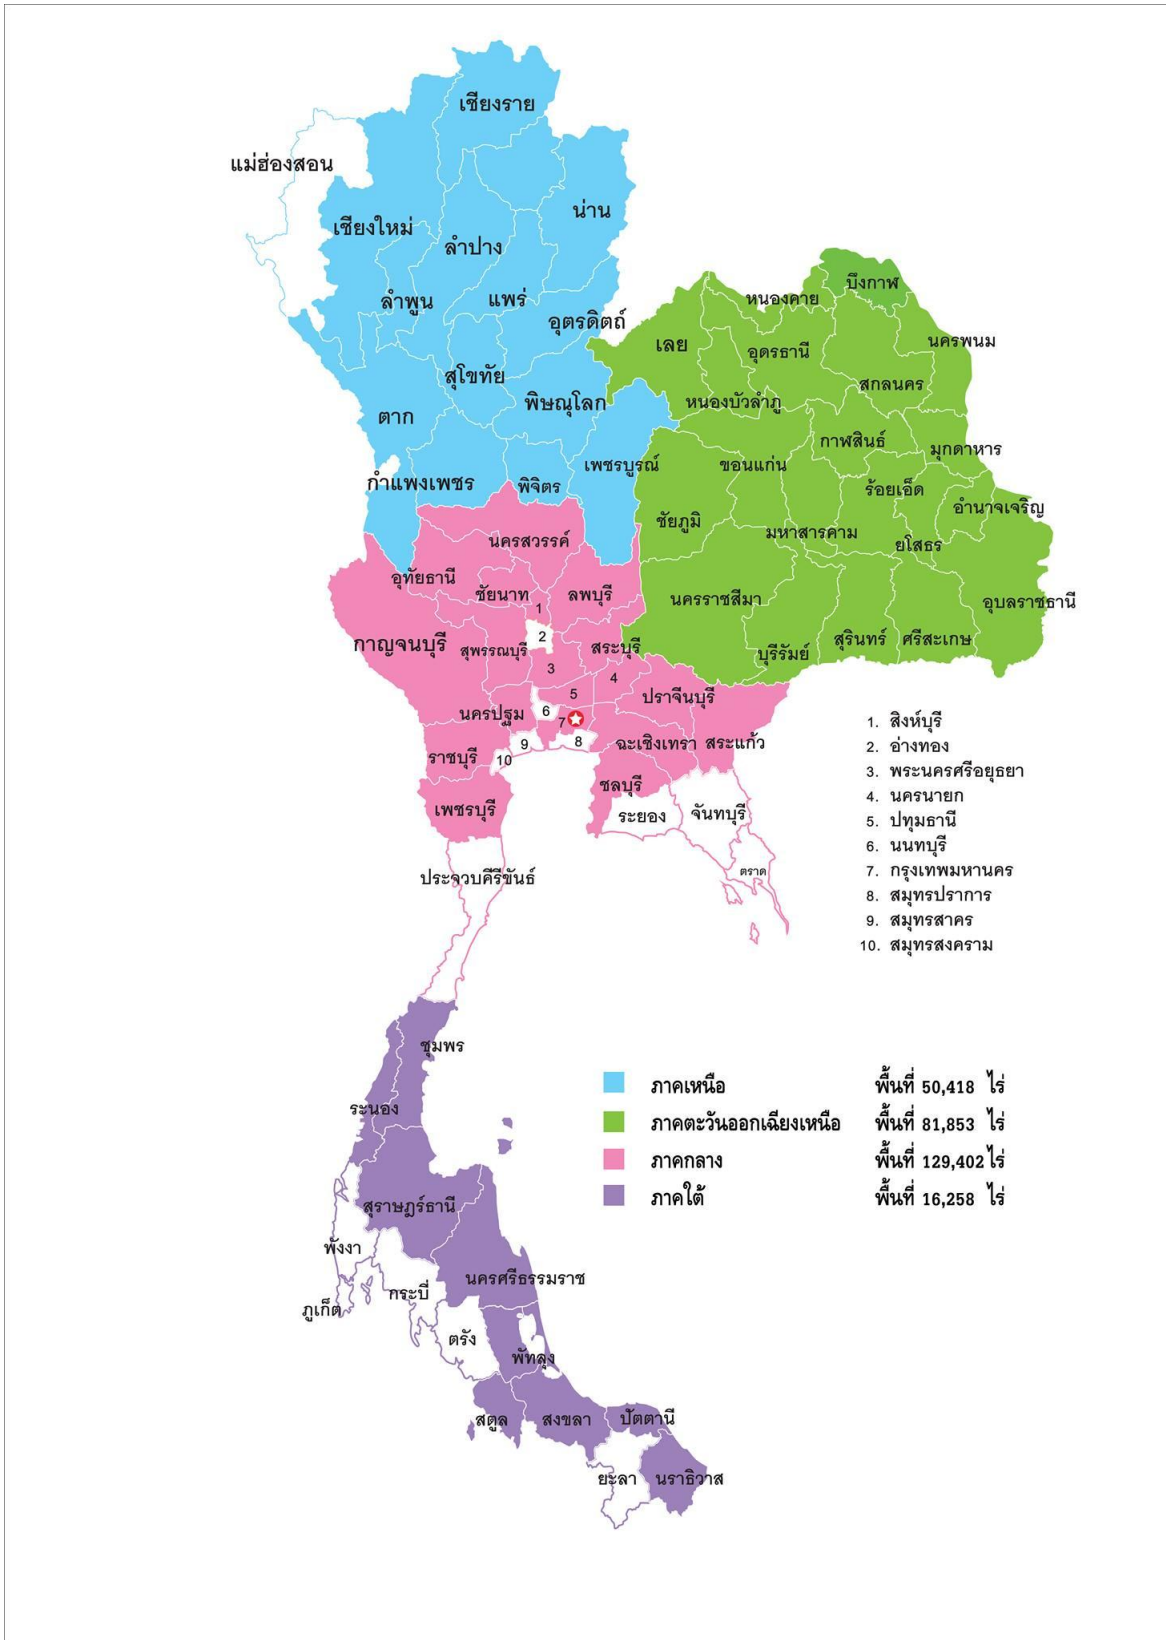 เชียงราย
แม่ฮ่องสอน
น่าน
เชียงใหม่
ลำปาง
ลำพูน
แพร่
อุตรดิตถ์
สุโขทัย
ตาก
พิษณุโลก
กำแพงเพชร
พิจิตร
เพชรบูรณ์
บึงกาฬ
หนองคาย
เลย
อุดรธานี
นครพนม
สกลนคร
หนองบัวลำภู
กาฬสินธ์
มุกดาหาร
ขอนแก่น
ร้อยเอ็ด
อำนาจเจริญ
ชัยภูมิ
มหาสารคาม
ยโสธร
นครราชสีมา
อุบลราชธานี
บุรีรัมย์
สุรินทร์
ศรีสะเกษ
นครสวรรค์
อุทัยธานี
ชัยนาท
ลพบุรี
1
2
กาญจนบุรี
สุพรรณบุรี
สระบุรี
3
4
5
ปราจีนบุรี
นครปฐม
6
7
8
9
10
ฉะเชิงเทรา
สระแก้ว
ราชบุรี
ชลบุรี
เพชรบุรี
ระยอง
จันทบุรี
ตราด
ประจวบคีรีขันธ์
1. สิงห์บุรี
2. อ่างทอง
3. พระนครศรีอยุธยา
4. นครนายก
5. ปทุมธานี
6. นนทบุรี
7. กรุงเทพมหานคร
8. สมุทรปราการ
9. สมุทรสาคร
10. สมุทรสงคราม
ชุมพร
ระนอง
สุราษฎร์ธานี
พังงา
นครศรีธรรมราช
กระบี่
ภูเก็ต
ตรัง
พัทลุง
สตูล
สงขลา
ปัตตานี
ยะลา
นราธิวาส
ภาคเหนือ พื้นที่ 50,418 ไร่
ภาคตะวันออกเฉียงเหนือ พื้นที่ 81,853 ไร่
ภาคกลาง พื้นที่ 129,402 ไร่
ภาคใต้ พื้นที่ 16,258 ไร่